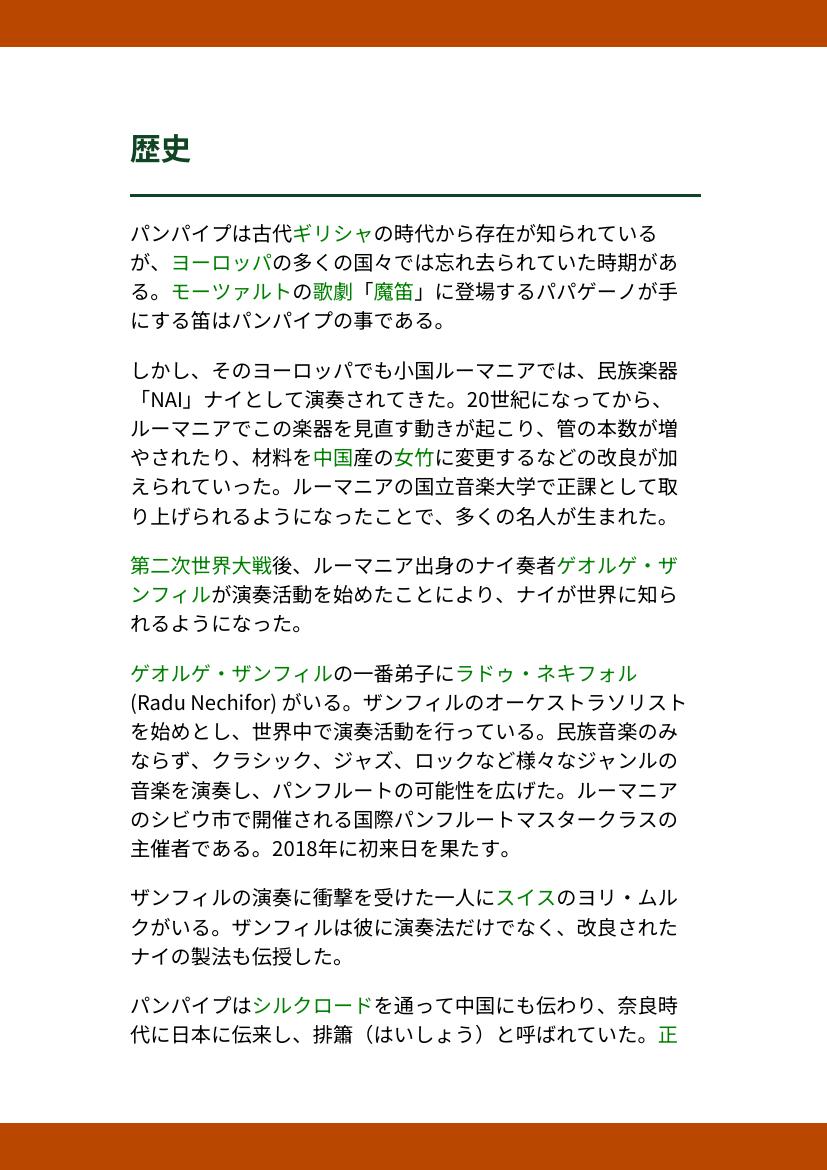 歴史
パンパイプは古代ギリシャの時代から存在が知られている
が、ヨーロッパの多くの国々では忘れ去られていた時期があ
る。モーツァルトの歌劇「魔笛」に登場するパパゲーノが手
にする笛はパンパイプの事である。
しかし、そのヨーロッパでも小国ルーマニアでは、民族楽器
「NAI」ナイとして演奏されてきた。20世紀になってから、
ルーマニアでこの楽器を見直す動きが起こり、管の本数が増
やされたり、材料を中国産の女竹に変更するなどの改良が加
えられていった。ルーマニアの国立音楽大学で正課として取
り上げられるようになったことで、多くの名人が生まれた。
第二次世界大戦後、ルーマニア出身のナイ奏者ゲオルゲ・ザ
ンフィルが演奏活動を始めたことにより、ナイが世界に知ら
れるようになった。
ゲオルゲ・ザンフィルの一番弟子にラドゥ・ネキフォル
(Radu Nechifor) がいる。ザンフィルのオーケストラソリスト
を始めとし、世界中で演奏活動を行っている。民族音楽のみ
ならず、クラシック、ジャズ、ロックなど様々なジャンルの
音楽を演奏し、パンフルートの可能性を広げた。ルーマニア
のシビウ市で開催される国際パンフルートマスタークラスの
主催者である。2018年に初来日を果たす。
ザンフィルの演奏に衝撃を受けた一人にスイスのヨリ・ムル
クがいる。ザンフィルは彼に演奏法だけでなく、改良された
ナイの製法も伝授した。
パンパイプはシルクロードを通って中国にも伝わり、奈良時
代に日本に伝来し、排簫（はいしょう）と呼ばれていた。正